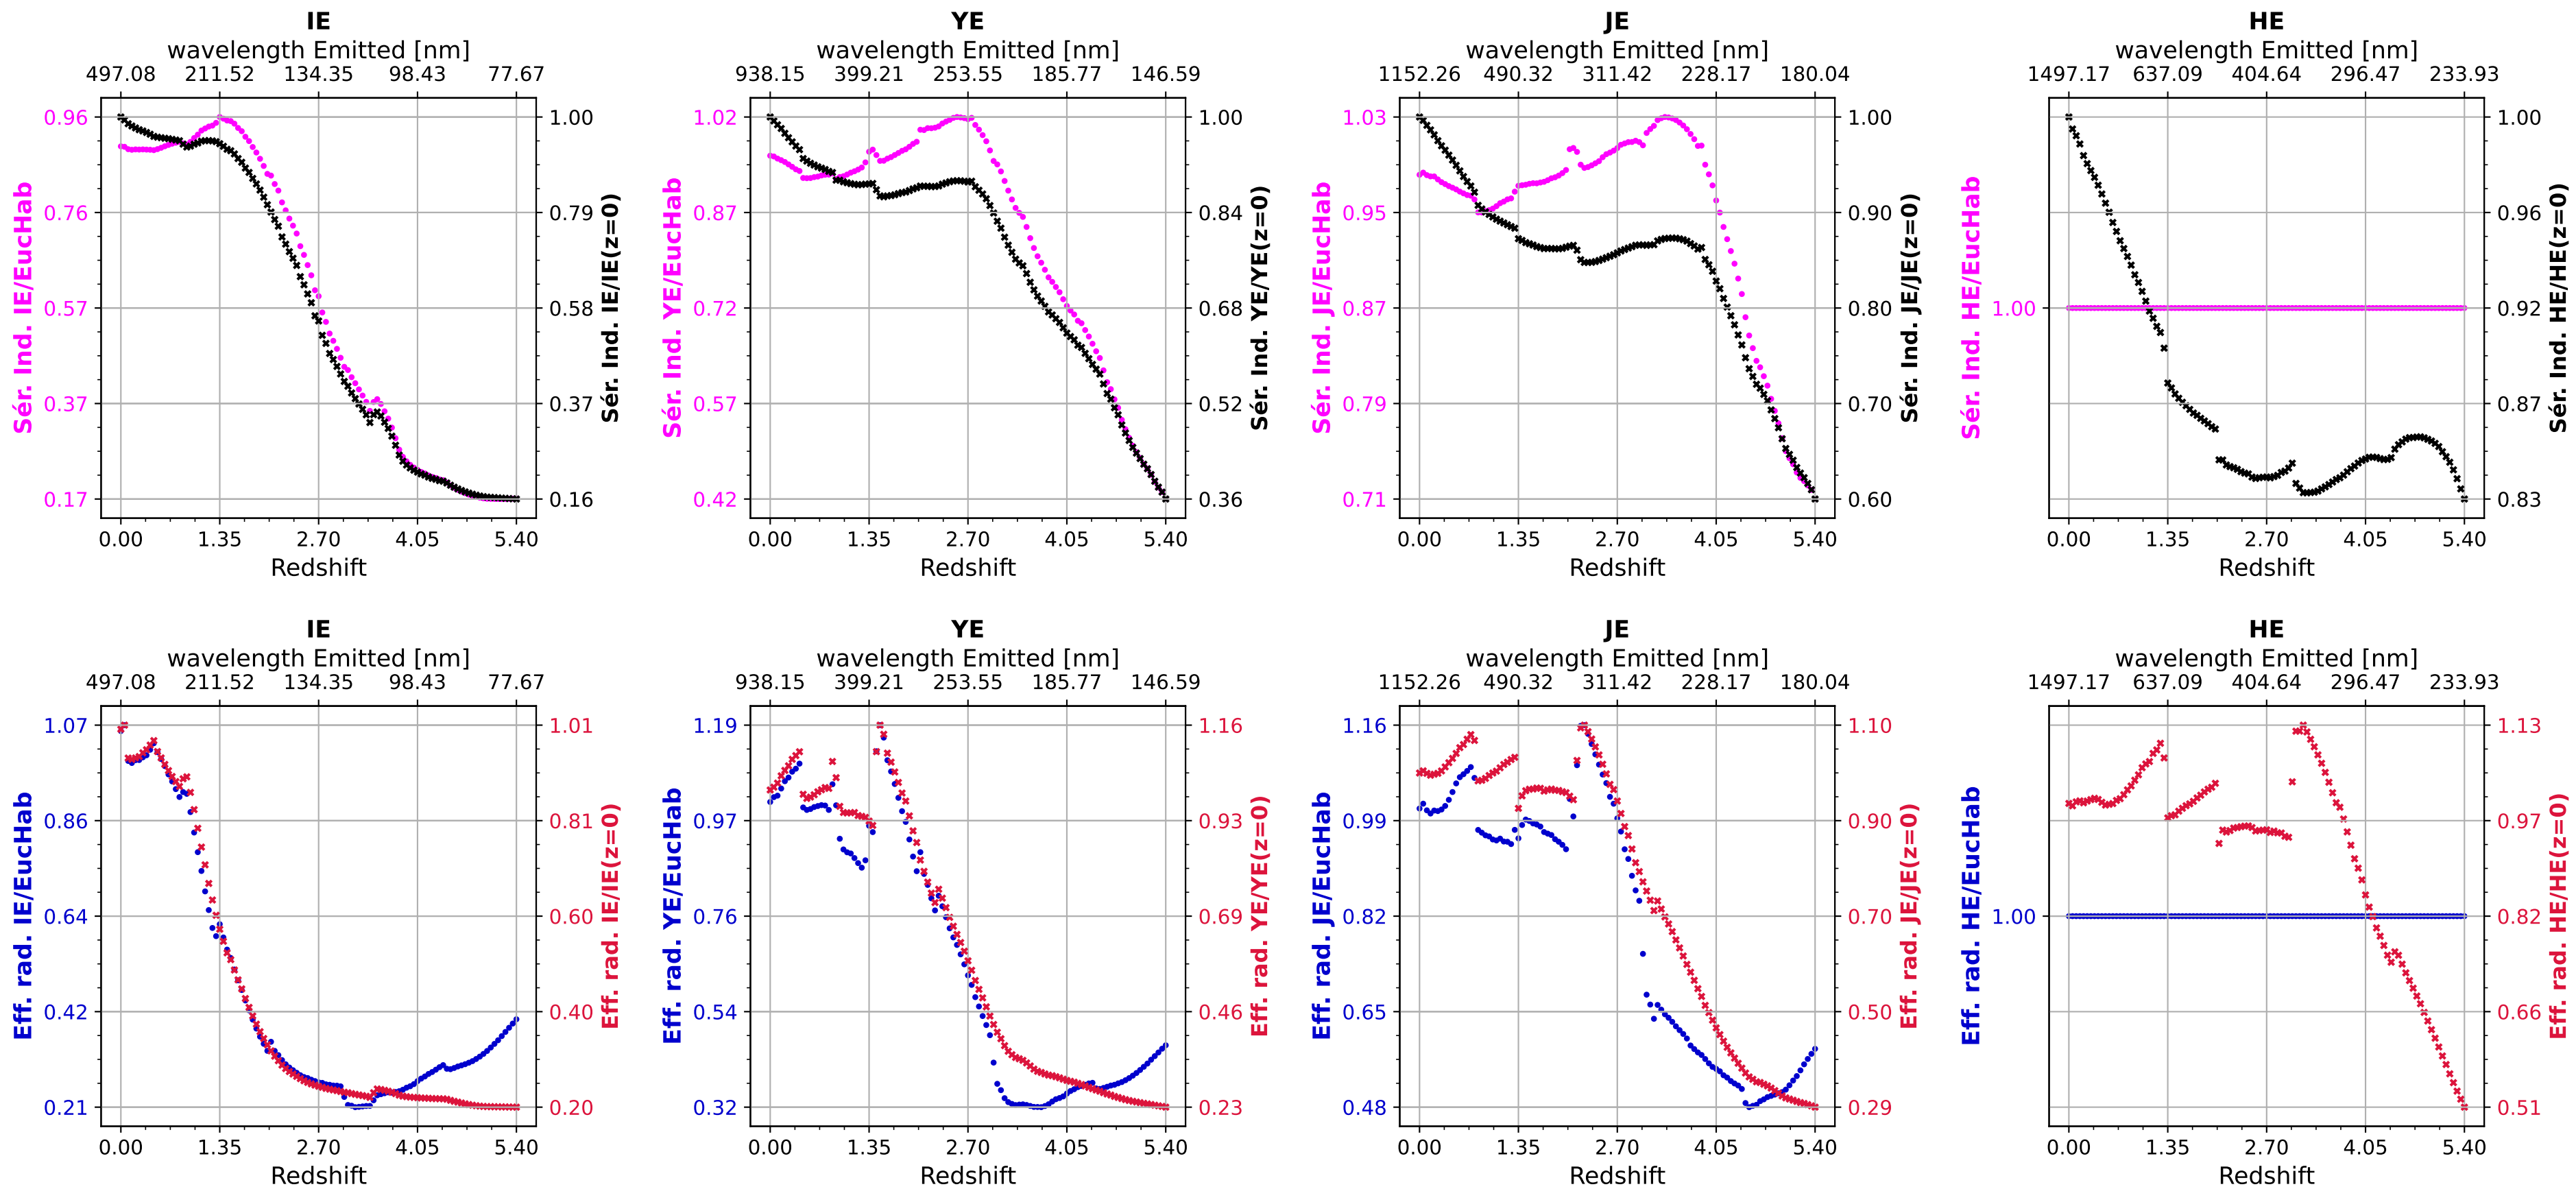 IE
wavelength Emitted [nm]
497.08 211.52 134.35 98.43 77.67
0.96 0.76 0.57 0.37 0.17
Sér. Ind. IE/EucHab
1.00 0.79 0.58 0.37 0.16
Sér. Ind. IE/IE(z=0)
0.00 1.35 2.70 4.05 5.40
Redshift
YE
wavelength Emitted [nm]
938.15 399.21 253.55 185.77 146.59
1.02 0.87 0.72 0.57 0.42
Sér. Ind. YE/EucHab
1.00 0.84 0.68 0.52 0.36
Sér. Ind. YE/YE(z=0)
0.00 1.35 2.70 4.05 5.40
Redshift
JE
wavelength Emitted [nm]
1152.26 490.32 311.42 228.17 180.04
1.03 0.95 0.87 0.79 0.71
Sér. Ind. JE/EucHab
1.00 0.90 0.80 0.70 0.60
Sér. Ind. JE/JE(z=0)
0.00 1.35 2.70 4.05 5.40
Redshift
HE
wavelength Emitted [nm]
1497.17 637.09 404.64 296.47 233.93
1.00
Sér. Ind. HE/EucHab
1.00 0.96 0.92 0.87 0.83
Sér. Ind. HE/HE(z=0)
0.00 1.35 2.70 4.05 5.40
Redshift
IE
wavelength Emitted [nm]
497.08 211.52 134.35 98.43 77.67
1.07 0.86 0.64 0.42 0.21
Eff. rad. IE/EucHab
1.01 0.81 0.60 0.40 0.20
Eff. rad. IE/IE(z=0)
0.00 1.35 2.70 4.05 5.40
Redshift
YE
wavelength Emitted [nm]
938.15 399.21 253.55 185.77 146.59
1.19 0.97 0.76 0.54 0.32
Eff. rad. YE/EucHab
1.16 0.93 0.69 0.46 0.23
Eff. rad. YE/YE(z=0)
0.00 1.35 2.70 4.05 5.40
Redshift
JE
wavelength Emitted [nm]
1152.26 490.32 311.42 228.17 180.04
1.16 0.99 0.82 0.65 0.48
Eff. rad. JE/EucHab
1.10 0.90 0.70 0.50 0.29
Eff. rad. JE/JE(z=0)
0.00 1.35 2.70 4.05 5.40
Redshift
HE
wavelength Emitted [nm]
1497.17 637.09 404.64 296.47 233.93
1.00
Eff. rad. HE/EucHab
1.13 0.97 0.82 0.66 0.51
Eff. rad. HE/HE(z=0)
0.00 1.35 2.70 4.05 5.40
Redshift